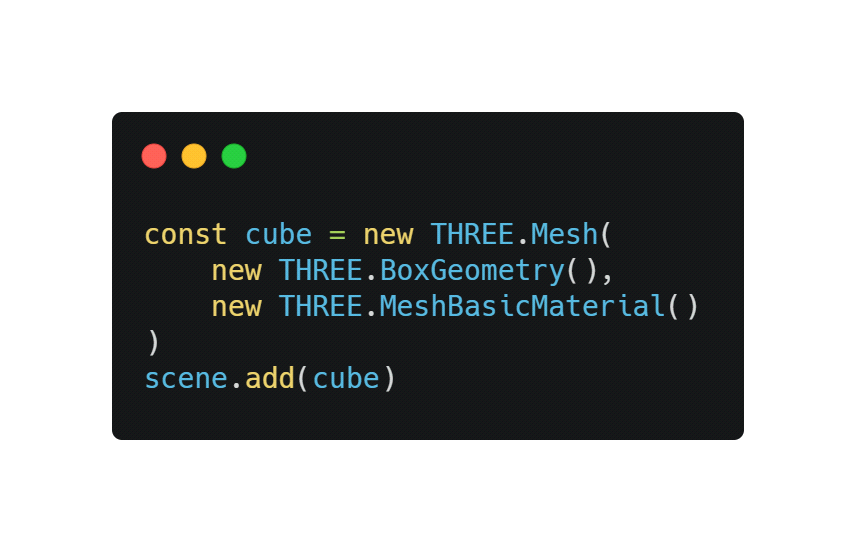 const cube = new THREE.Mesh(
    new THREE.BoxGeometry(),
    new THREE.MeshBasicMaterial()
)
scene.add(cube)